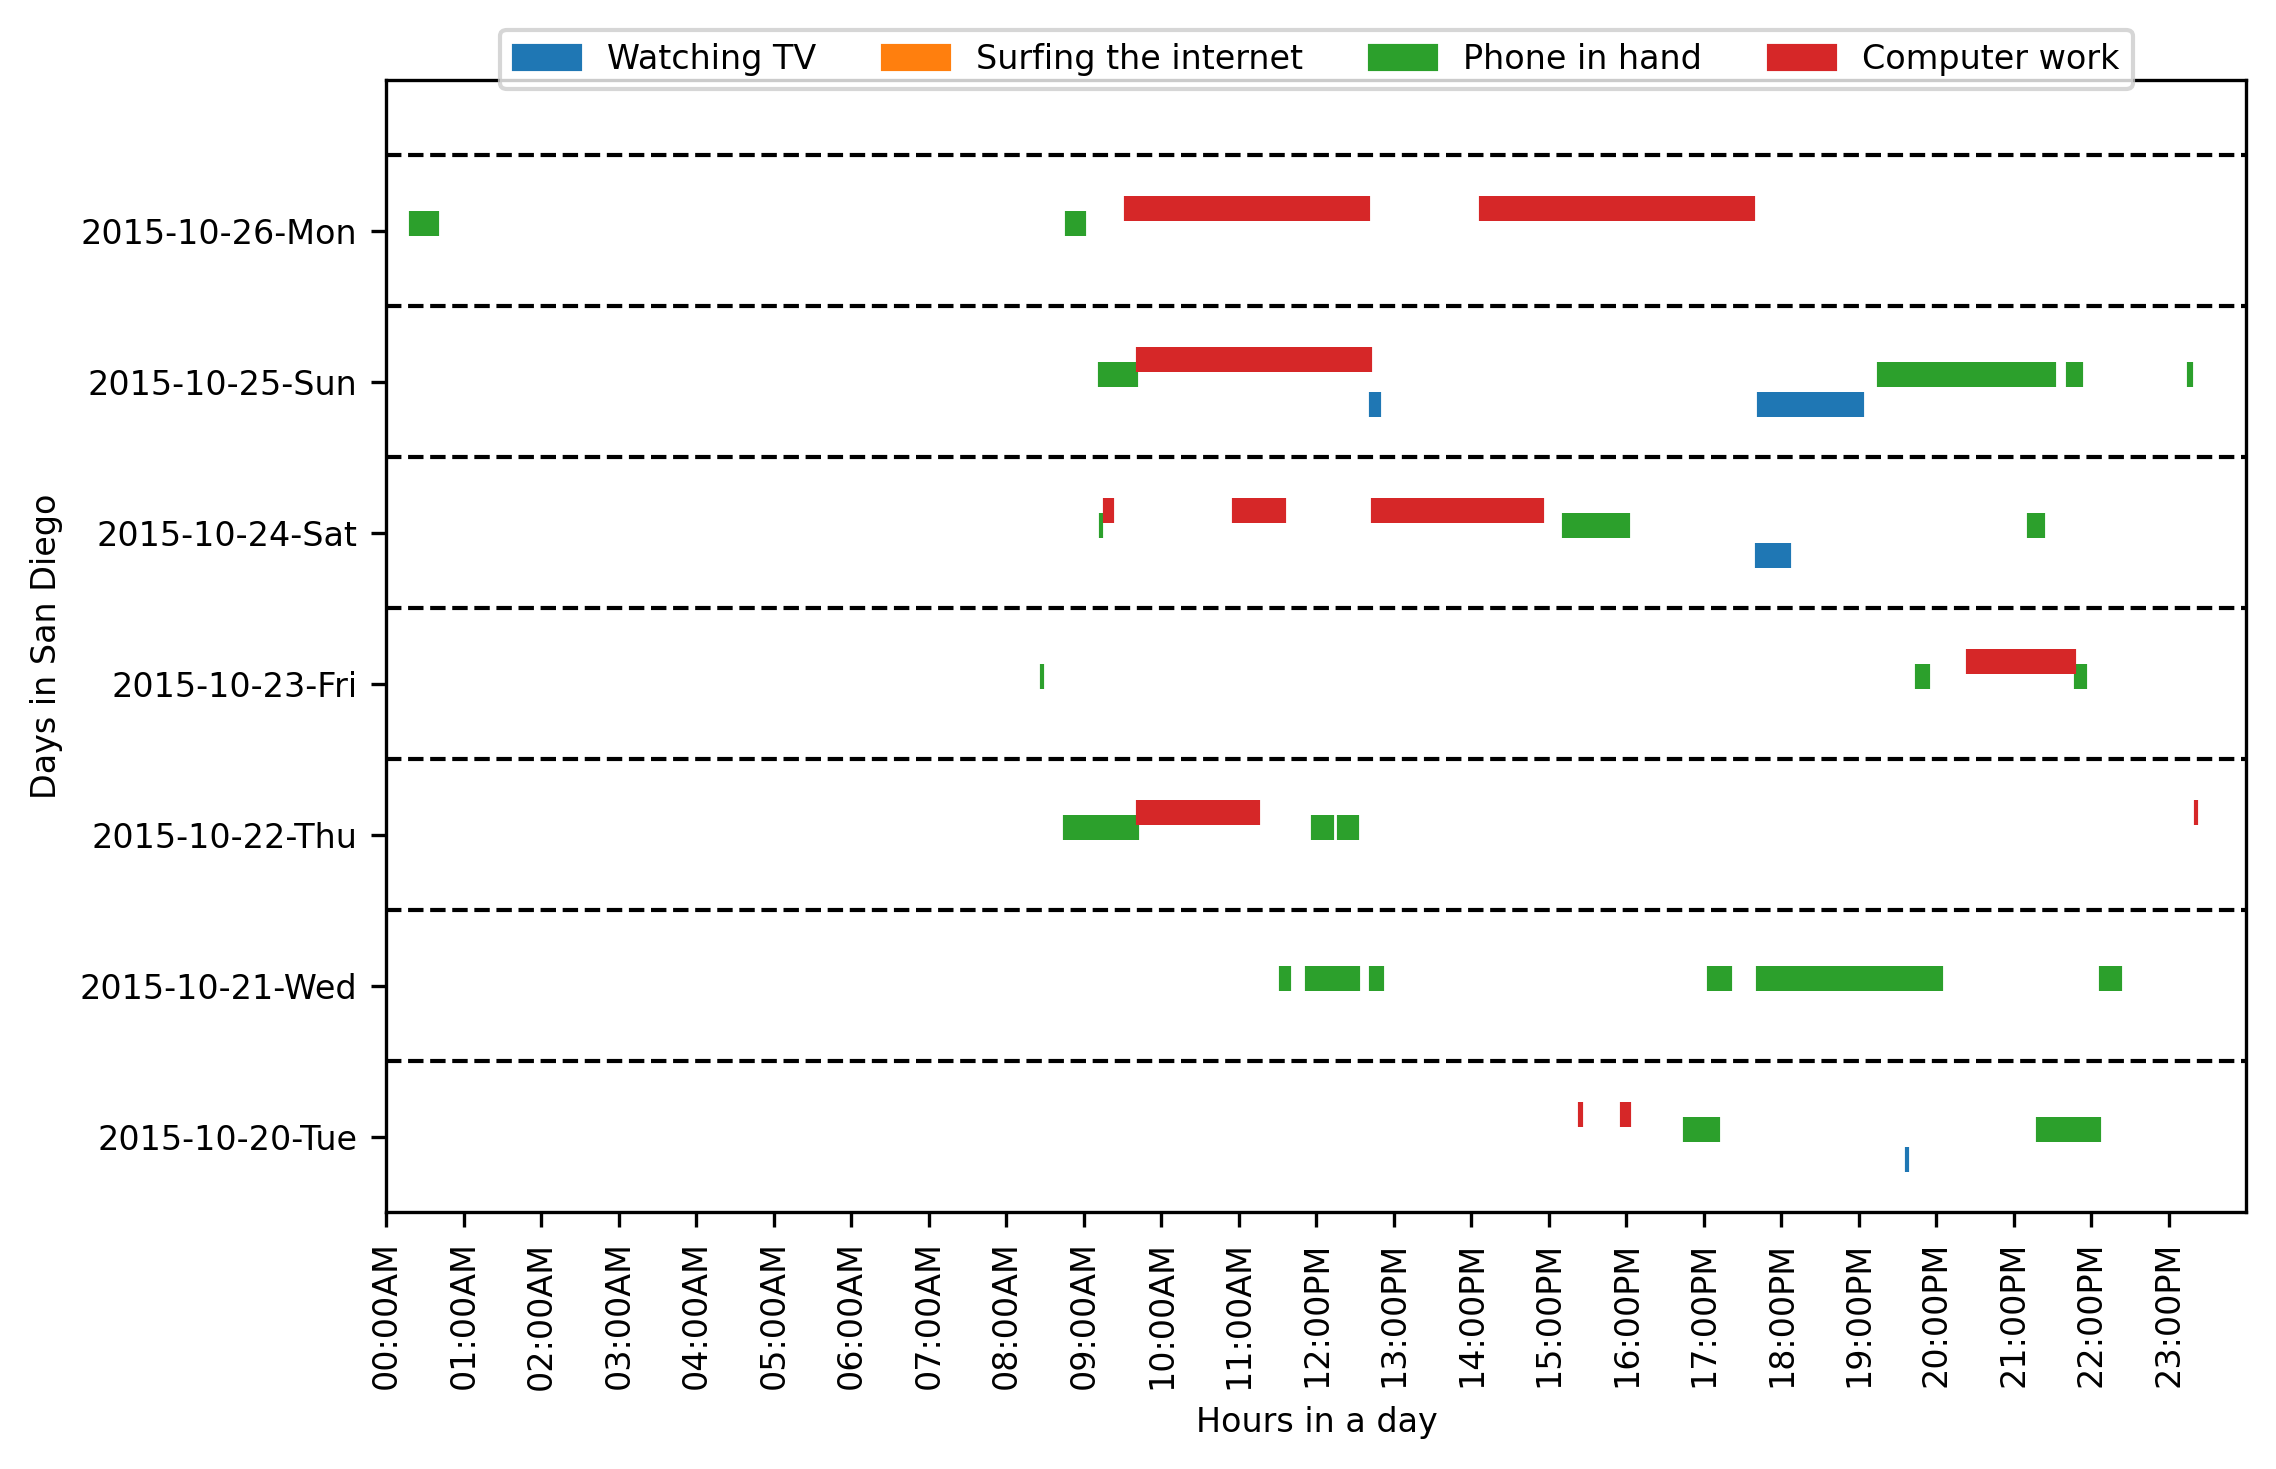 Watching TV Surfing the internet Phone in hand Computer work
2015-10-26-Mon
2015-10-25-Sun
2015-10-24-Sat
2015-10-23-Fri
2015-10-22-Thu
2015-10-21-Wed
2015-10-20-Tue
Days in San Diego
00:00AM
01:00AM
02:00AM
03:00AM
04:00AM
05:00AM
06:00AM
07:00AM
08:00AM
09:00AM
10:00AM
11:00AM
12:00PM
13:00PM
14:00PM
15:00PM
16:00PM
17:00PM
18:00PM
19:00PM
20:00PM
21:00PM
22:00PM
23:00PM
Hours in a day